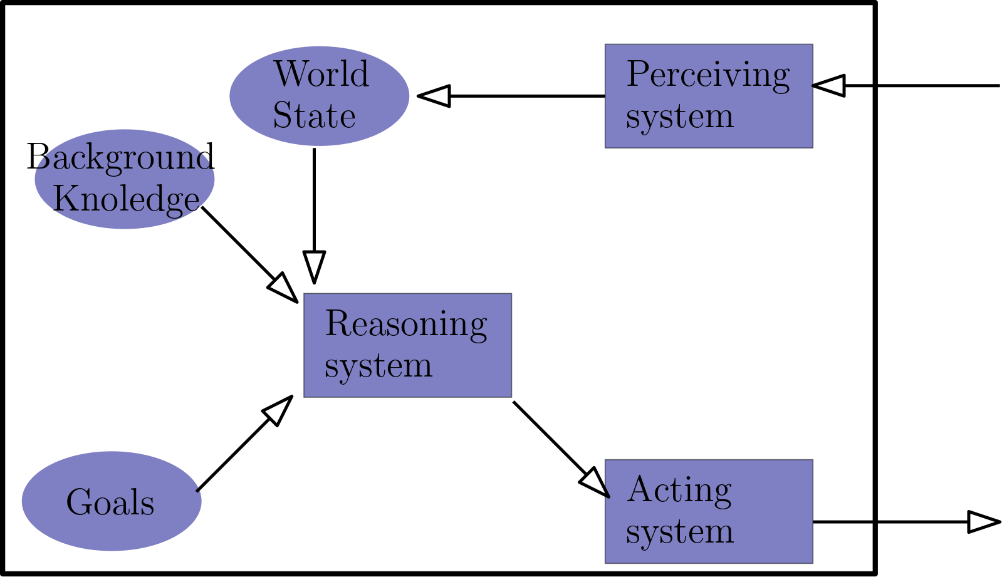 World
State
Perceiving
system
Background
Knoledge
Reasoning
system
Goals
Acting
system